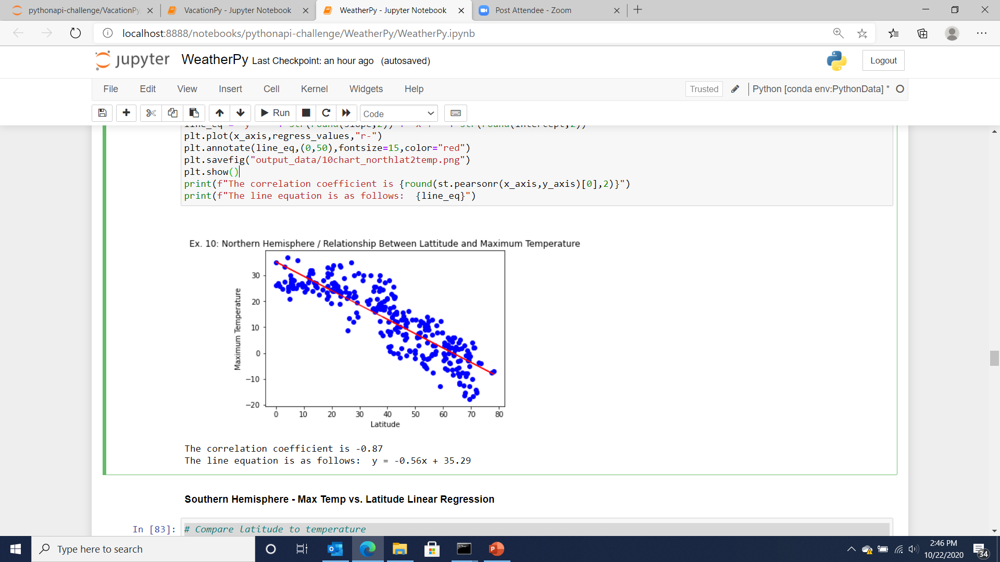 pythonapi-challenge/VacationPy
VacationPy - Jupyter Notebook
WeatherPy - Jupyter Notebook
Post Attendee - Zoom
localhost:8888/notebooks/pythonapi-challenge/WeatherPy/WeatherPy.ipynb
jupyter WeatherPy Last Checkpoint: an hour ago (autosaved)
Logout
File Edit View Insert Cell Kernel Widgets Help
Trusted
Python [conda env:PythonData] *
Run
Code
plt.plot(x_axis,regress_values,"r-")
plt.annotate(line_eq,(0,50),fontsize=15,color="red")
plt.savefig("output_data/10chart_northlat2temp.png")
plt.show()
print(f"The correlation coefficient is {round(st.pearsonr(x_axis,y_axis)[0],2)}")
print(f"The line equation is as follows:  {line_eq}")
Ex. 10: Northern Hemisphere / Relationship Between Lattitude and Maximum Temperature
Maximum Temperature
30
20
10
0
−10
−20
0 10 20 30 40 50 60 70 80
Latitude
The correlation coefficient is -0.87
The line equation is as follows:  y = -0.56x + 35.29
Southern Hemisphere - Max Temp vs. Latitude Linear Regression
In [83]: # Compare latitude to temperature
Type here to search
2:46 PM
10/22/2020
34